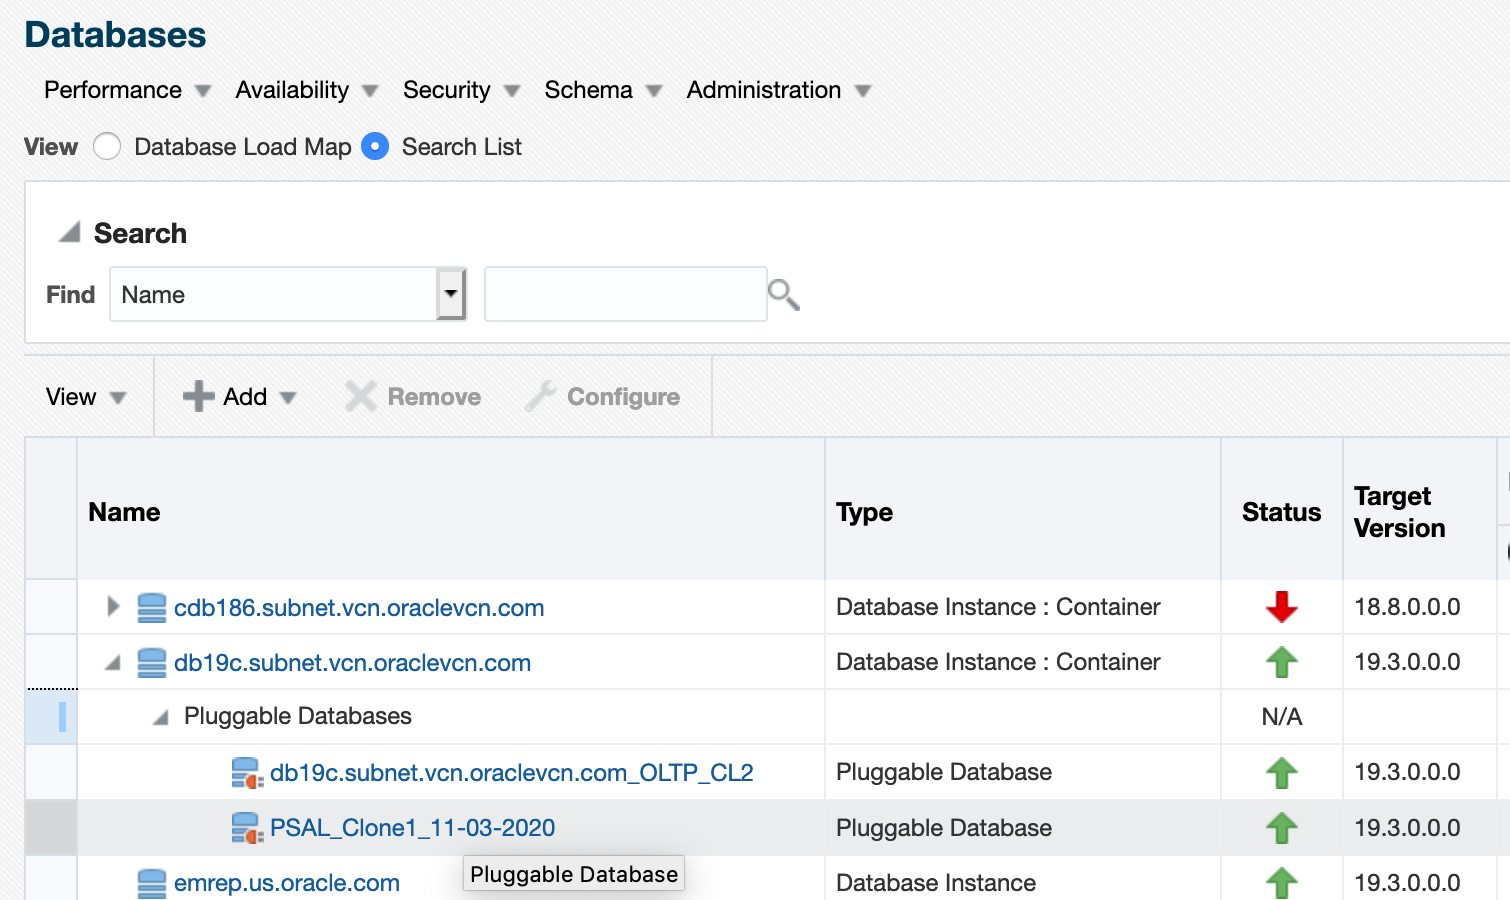 Databases
Performance Availability Security Schema Administration
View Database Load Map Search List
Search
Find Name
View Add Remove Configure
Name Type Status Target Version
cdb186.subnet.vcn.oraclevcn.com Database Instance : Container 18.8.0.0.0
db19c.subnet.vcn.oraclevcn.com Database Instance : Container 19.3.0.0.0
Pluggable Databases N/A
db19c.subnet.vcn.oraclevcn.com_OLTP_CL2 Pluggable Database 19.3.0.0.0
PSAL_Clone1_11-03-2020 Pluggable Database 19.3.0.0.0
Pluggable Database
emrep.us.oracle.com Database Instance 19.3.0.0.0